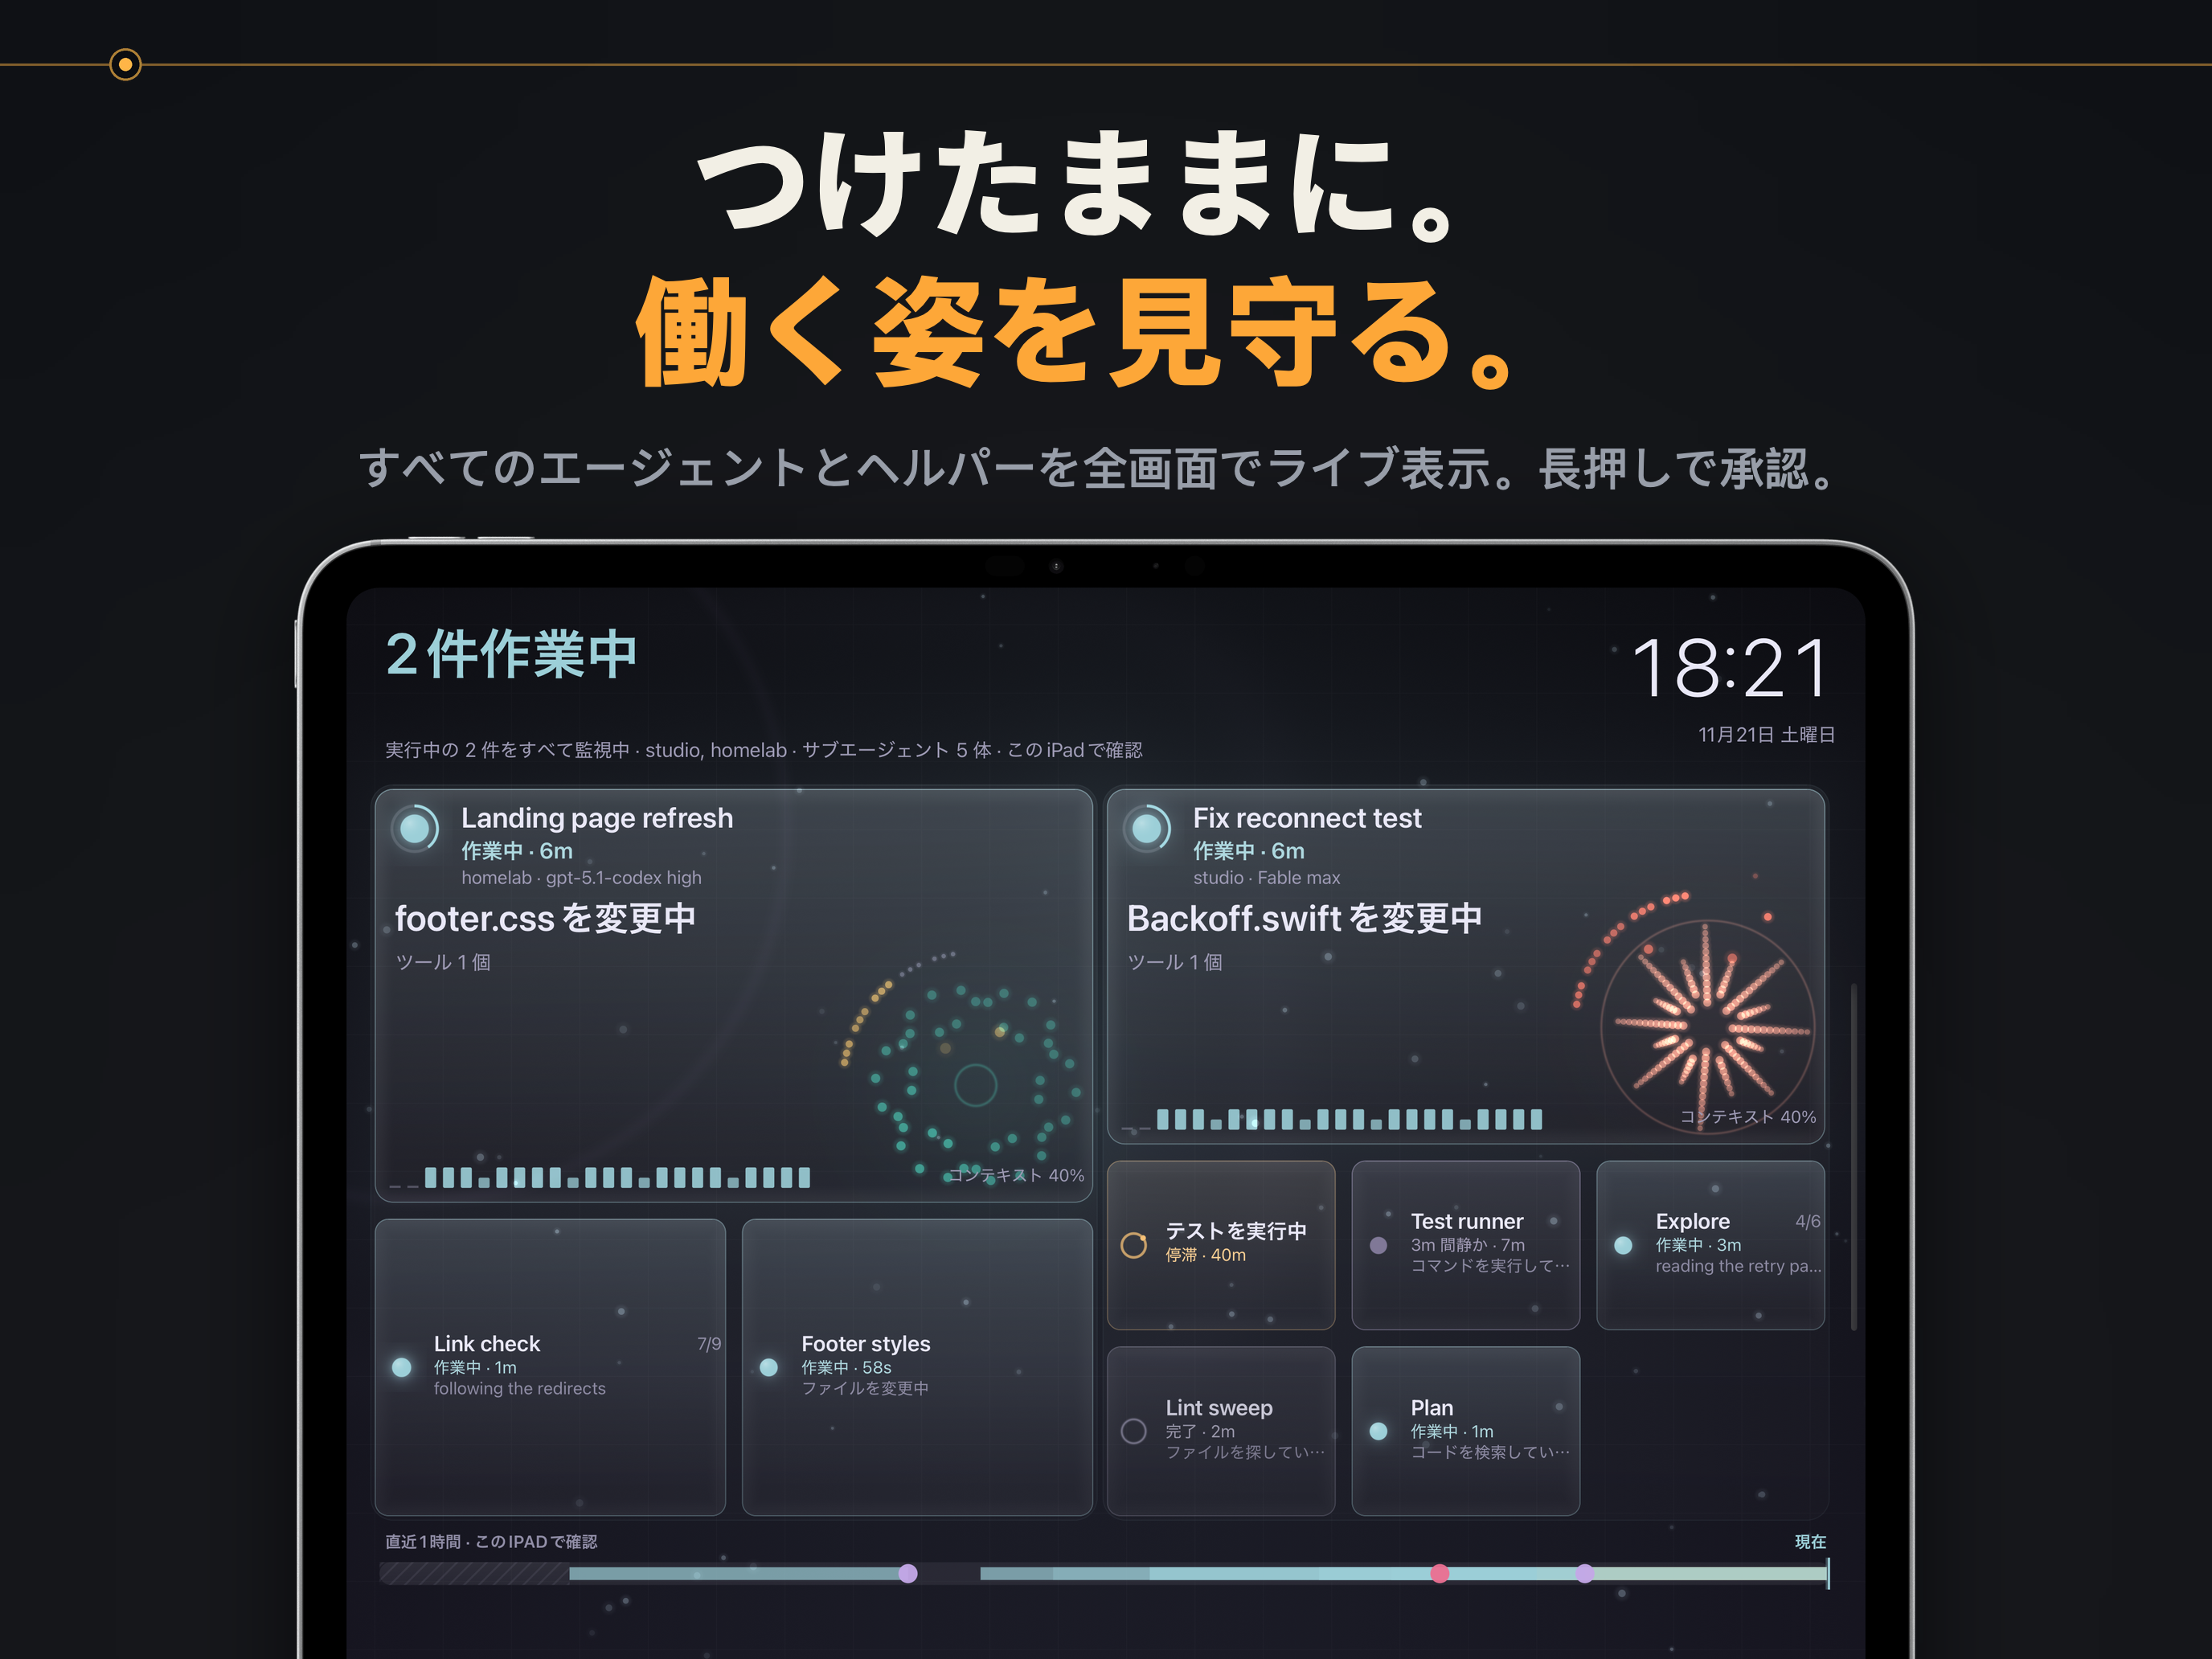 つけたままに。
働く姿を見守る。
すべてのエージェントとヘルパーを全画面でライブ表示。長押しで承認。
2件作業中
18:21
11月21日 土曜日
実行中の 2 件をすべて監視中 · studio, homelab · サブエージェント 5 体 · この iPad で確認
Landing page refresh
作業中 · 6m
homelab · gpt-5.1-codex high
footer.css を変更中
ツール 1 個
コンテキスト 40%
Fix reconnect test
作業中 · 6m
studio · Fable max
Backoff.swift を変更中
ツール 1 個
コンテキスト 40%
Link check
7/9
作業中 · 1m
following the redirects
Footer styles
作業中 · 58s
ファイルを変更中
テストを実行中
停滞 · 40m
Test runner
3m 間静か · 7m
コマンドを実行して…
Explore
4/6
作業中 · 3m
reading the retry pa...
Lint sweep
完了 · 2m
ファイルを探してい…
Plan
作業中 · 1m
コードを検索してい…
直近 1 時間 · この IPAD で確認
現在